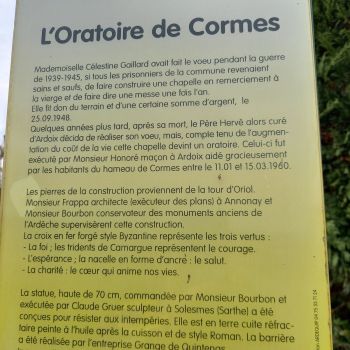 L'Oratoire de Cormes
Mademoiselle Célestine Gaillard avait fait le voeu pendant la guerre
de 1939-1945, si tous les prisonniers de la commune revenaient
sains et saufs, de faire construire une chapelle en remerciement à
la vierge et de faire dire une messe une fois l'an.
Elle fit don du terrain et d'une certaine somme d'argent, le
25.09.1948.
Quelques années plus tard, après sa mort, le Père Hervé alors curé
d'Ardoix décida de réaliser son voeu, mais, compte tenu de l'augmen-
tation du coût de la vie cette chapelle devint un oratoire. Celui-ci fut
exécuté par Monsieur Honoré maçon à Ardoix aidé gracieusement
par les habitants du hameau de Cormes entre le 11.01 et 15.03.1960.
Les pierres de la construction proviennent de la tour d'Oriol.
Monsieur Frappa architecte (exécuteur des plans) à Annonay et
Monsieur Bourbon conservateur des monuments anciens de
l'Ardèche supervisèrent cette construction.
La croix en fer forgé style Byzantine représente les trois vertus :
- La foi ; les tridents de Camargue représentent le courage.
- L'espérance ; la nacelle en forme d'ancre : le salut.
- La charité : le cœur qui anime nos vies.
La statue, haute de 70 cm, commandée par Monsieur Bourbon et
exécutée par Claude Gruer sculpteur à Solesmes (Sarthe) a été
conçues pour résister aux intempéries. Elle est en terre cuite réfrac-
faire peinte à l'huile après la cuisson et de style Roman. La barrière
a été réalisée par l'entreprise Grange de Quintenas